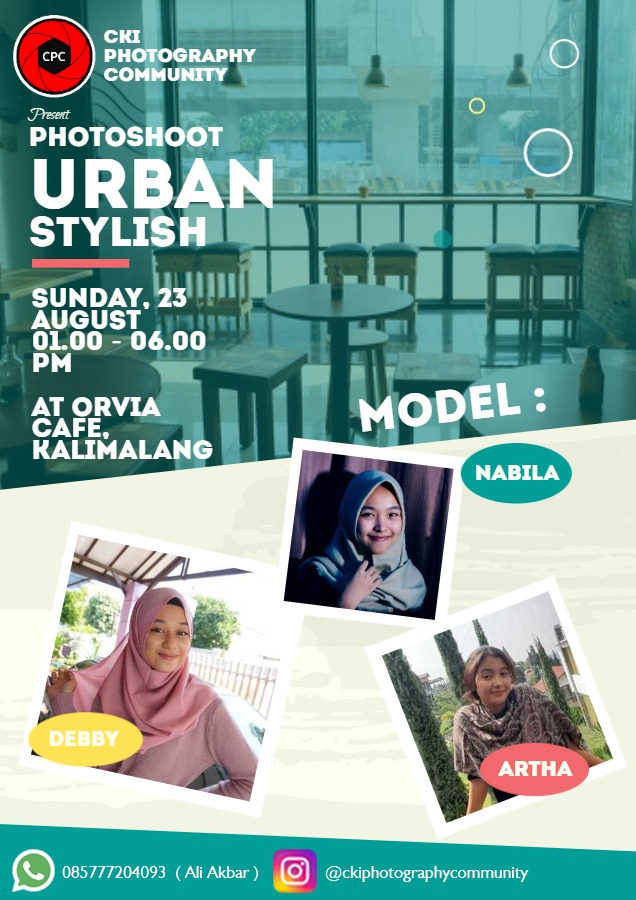 CPC
CKI
PHOTOGRAPHY
COMMUNITY
Present
PHOTOSHOOT
URBAN
STYLISH
SUNDAY, 23
AUGUST
01.00 - 06.00
PM
AT ORVIA
CAFE,
KALIMALANG
MODEL :
NABILA
DEBBY
ARTHA
085777204093 ( Ali Akbar )
@ckiphotographycommunity